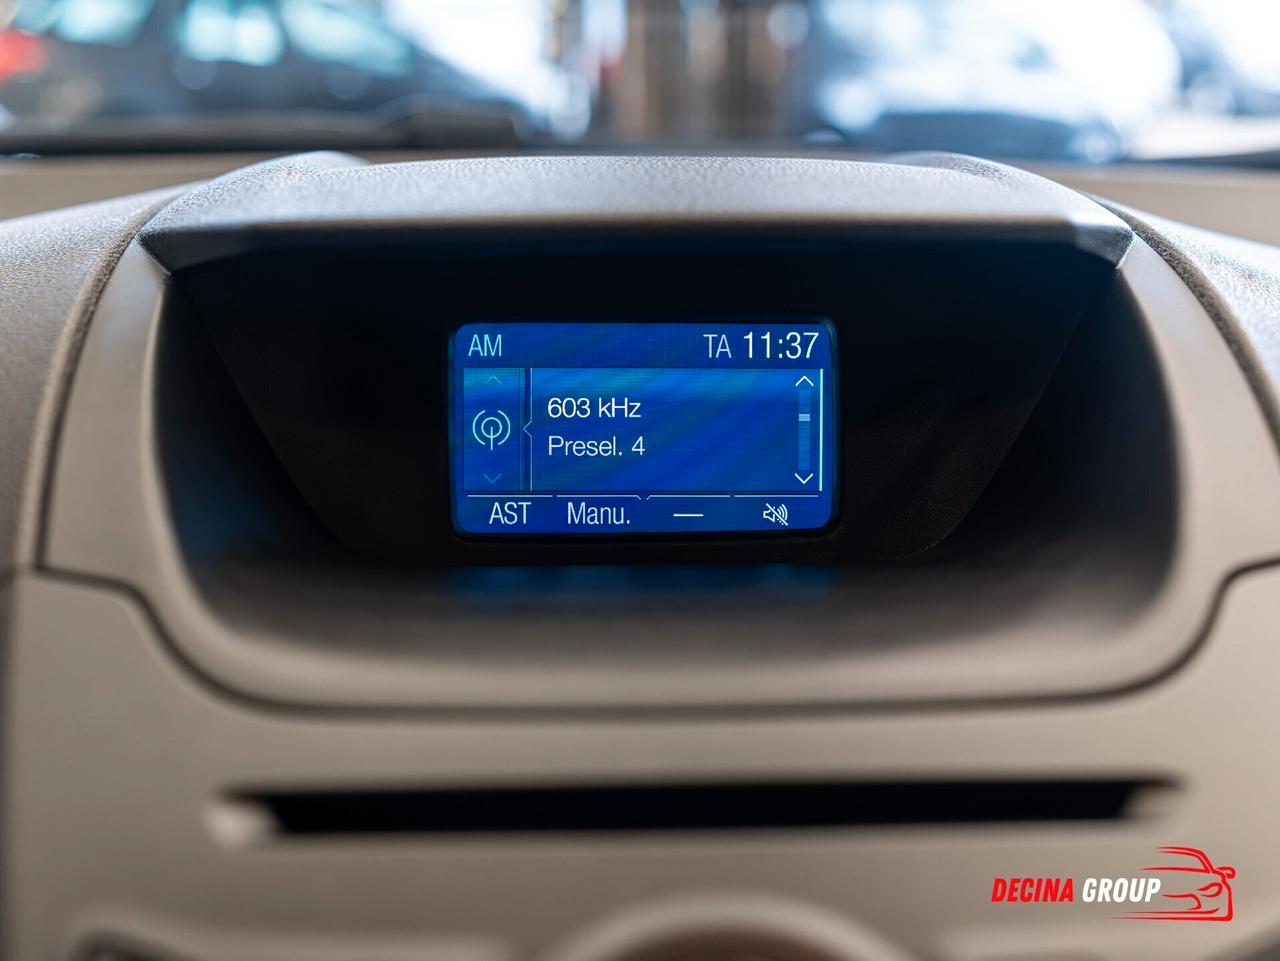 AM TA 11:37
603 kHz
Presel. 4
AST Manu. —
DECINA GROUP